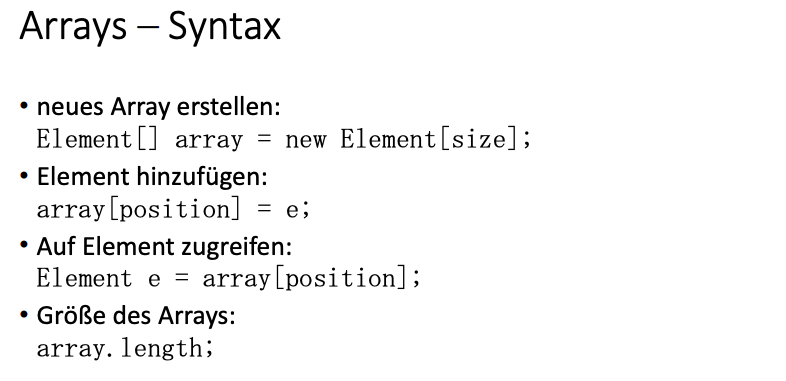 Arrays – Syntax
• neues Array erstellen:
Element[] array = new Element[size];
• Element hinzufügen:
array[position] = e;
• Auf Element zugreifen:
Element e = array[position];
• Größe des Arrays:
array.length;